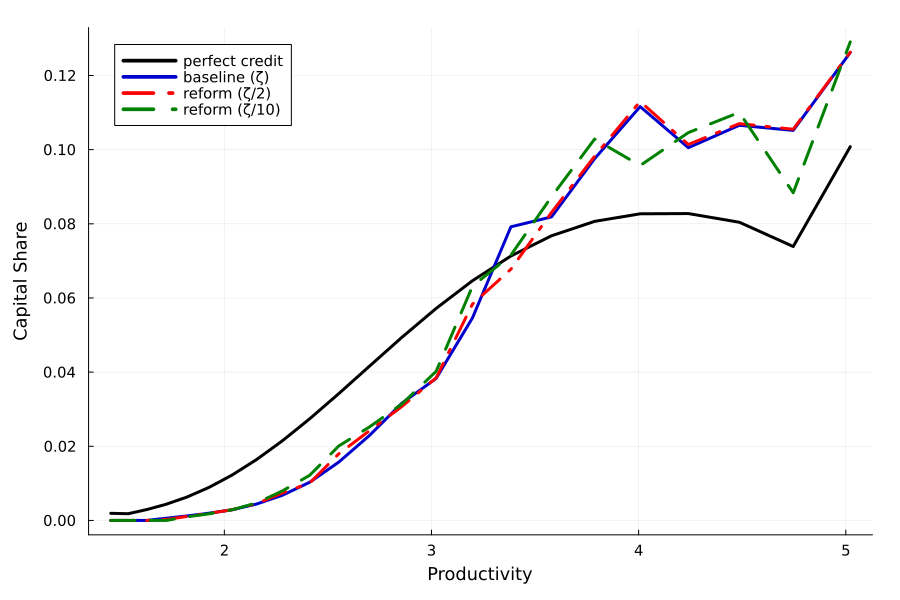 perfect credit
baseline (ζ)
reform (ζ/2)
reform (ζ/10)
0.12
0.10
0.08
0.06
0.04
0.02
0.00
Capital Share
2 3 4 5
Productivity